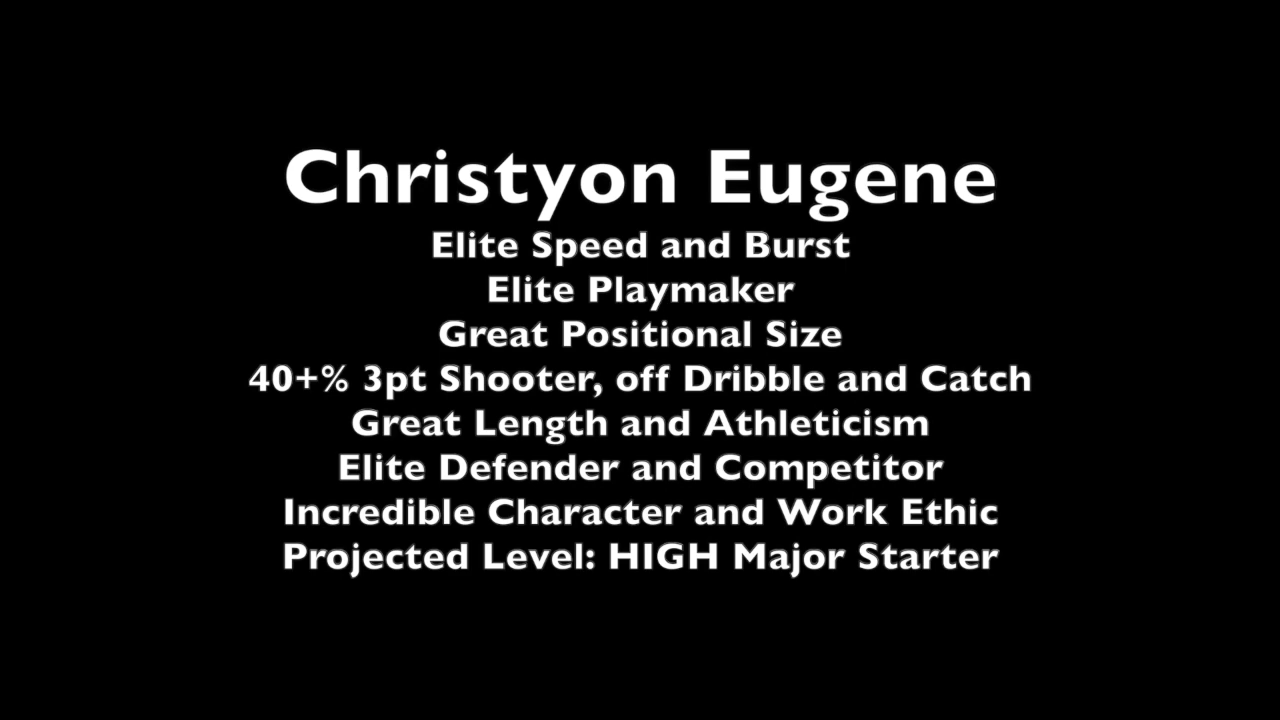 Christyon Eugene
Elite Speed and Burst
Elite Playmaker
Great Positional Size
40+% 3pt Shooter, off Dribble and Catch
Great Length and Athleticism
Elite Defender and Competitor
Incredible Character and Work Ethic
Projected Level: HIGH Major Starter